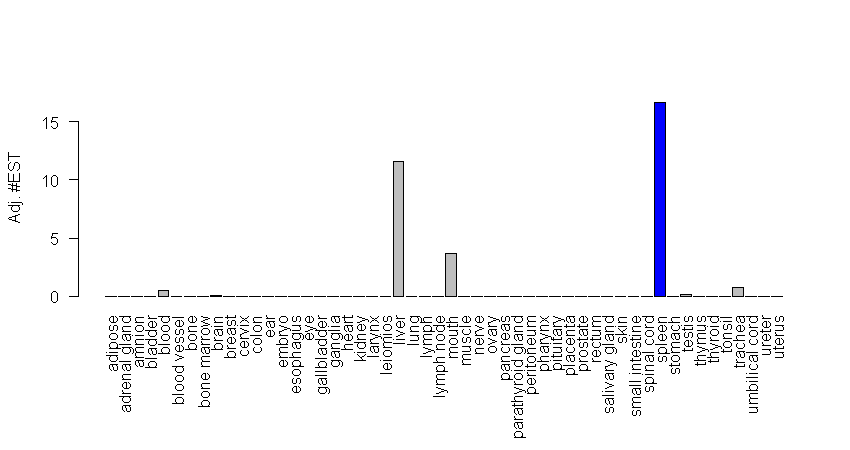 Adj. #EST
15
10
5
0
adipose
adrenal gland
amnion
bladder
blood
blood vessel
bone
bone marrow
brain
breast
cervix
colon
ear
embryo
esophagus
eye
gallbladder
ganglia
heart
kidney
larynx
leiomios
liver
lung
lymph
lymph node
mouth
muscle
nerve
ovary
pancreas
parathyroid gland
peritoneum
pharynx
pituitary
placenta
prostate
rectum
salivary gland
skin
small intestine
spinal cord
spleen
stomach
testis
thymus
thyroid
tonsil
trachea
umbilical cord
ureter
uterus